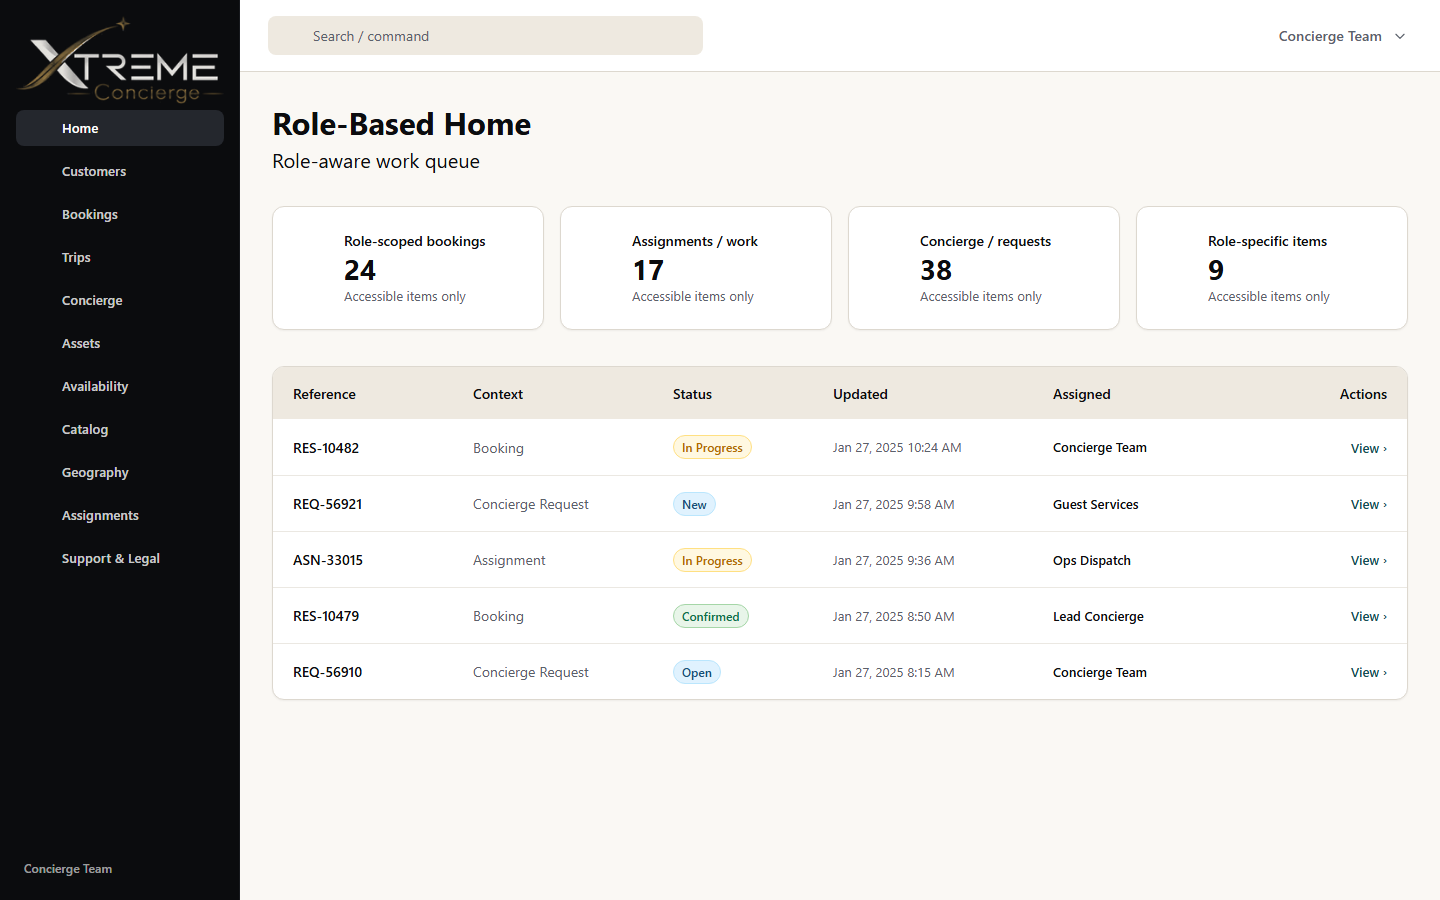 XTREME
Concierge
Home
Customers
Bookings
Trips
Concierge
Assets
Availability
Catalog
Geography
Assignments
Support & Legal
Concierge Team
Search / command
Concierge Team
Role-Based Home
Role-aware work queue
Role-scoped bookings
24
Accessible items only
Assignments / work
17
Accessible items only
Concierge / requests
38
Accessible items only
Role-specific items
9
Accessible items only
Reference Context Status Updated Assigned Actions
RES-10482 Booking In Progress Jan 27, 2025 10:24 AM Concierge Team View ›
REQ-56921 Concierge Request New Jan 27, 2025 9:58 AM Guest Services View ›
ASN-33015 Assignment In Progress Jan 27, 2025 9:36 AM Ops Dispatch View ›
RES-10479 Booking Confirmed Jan 27, 2025 8:50 AM Lead Concierge View ›
REQ-56910 Concierge Request Open Jan 27, 2025 8:15 AM Concierge Team View ›